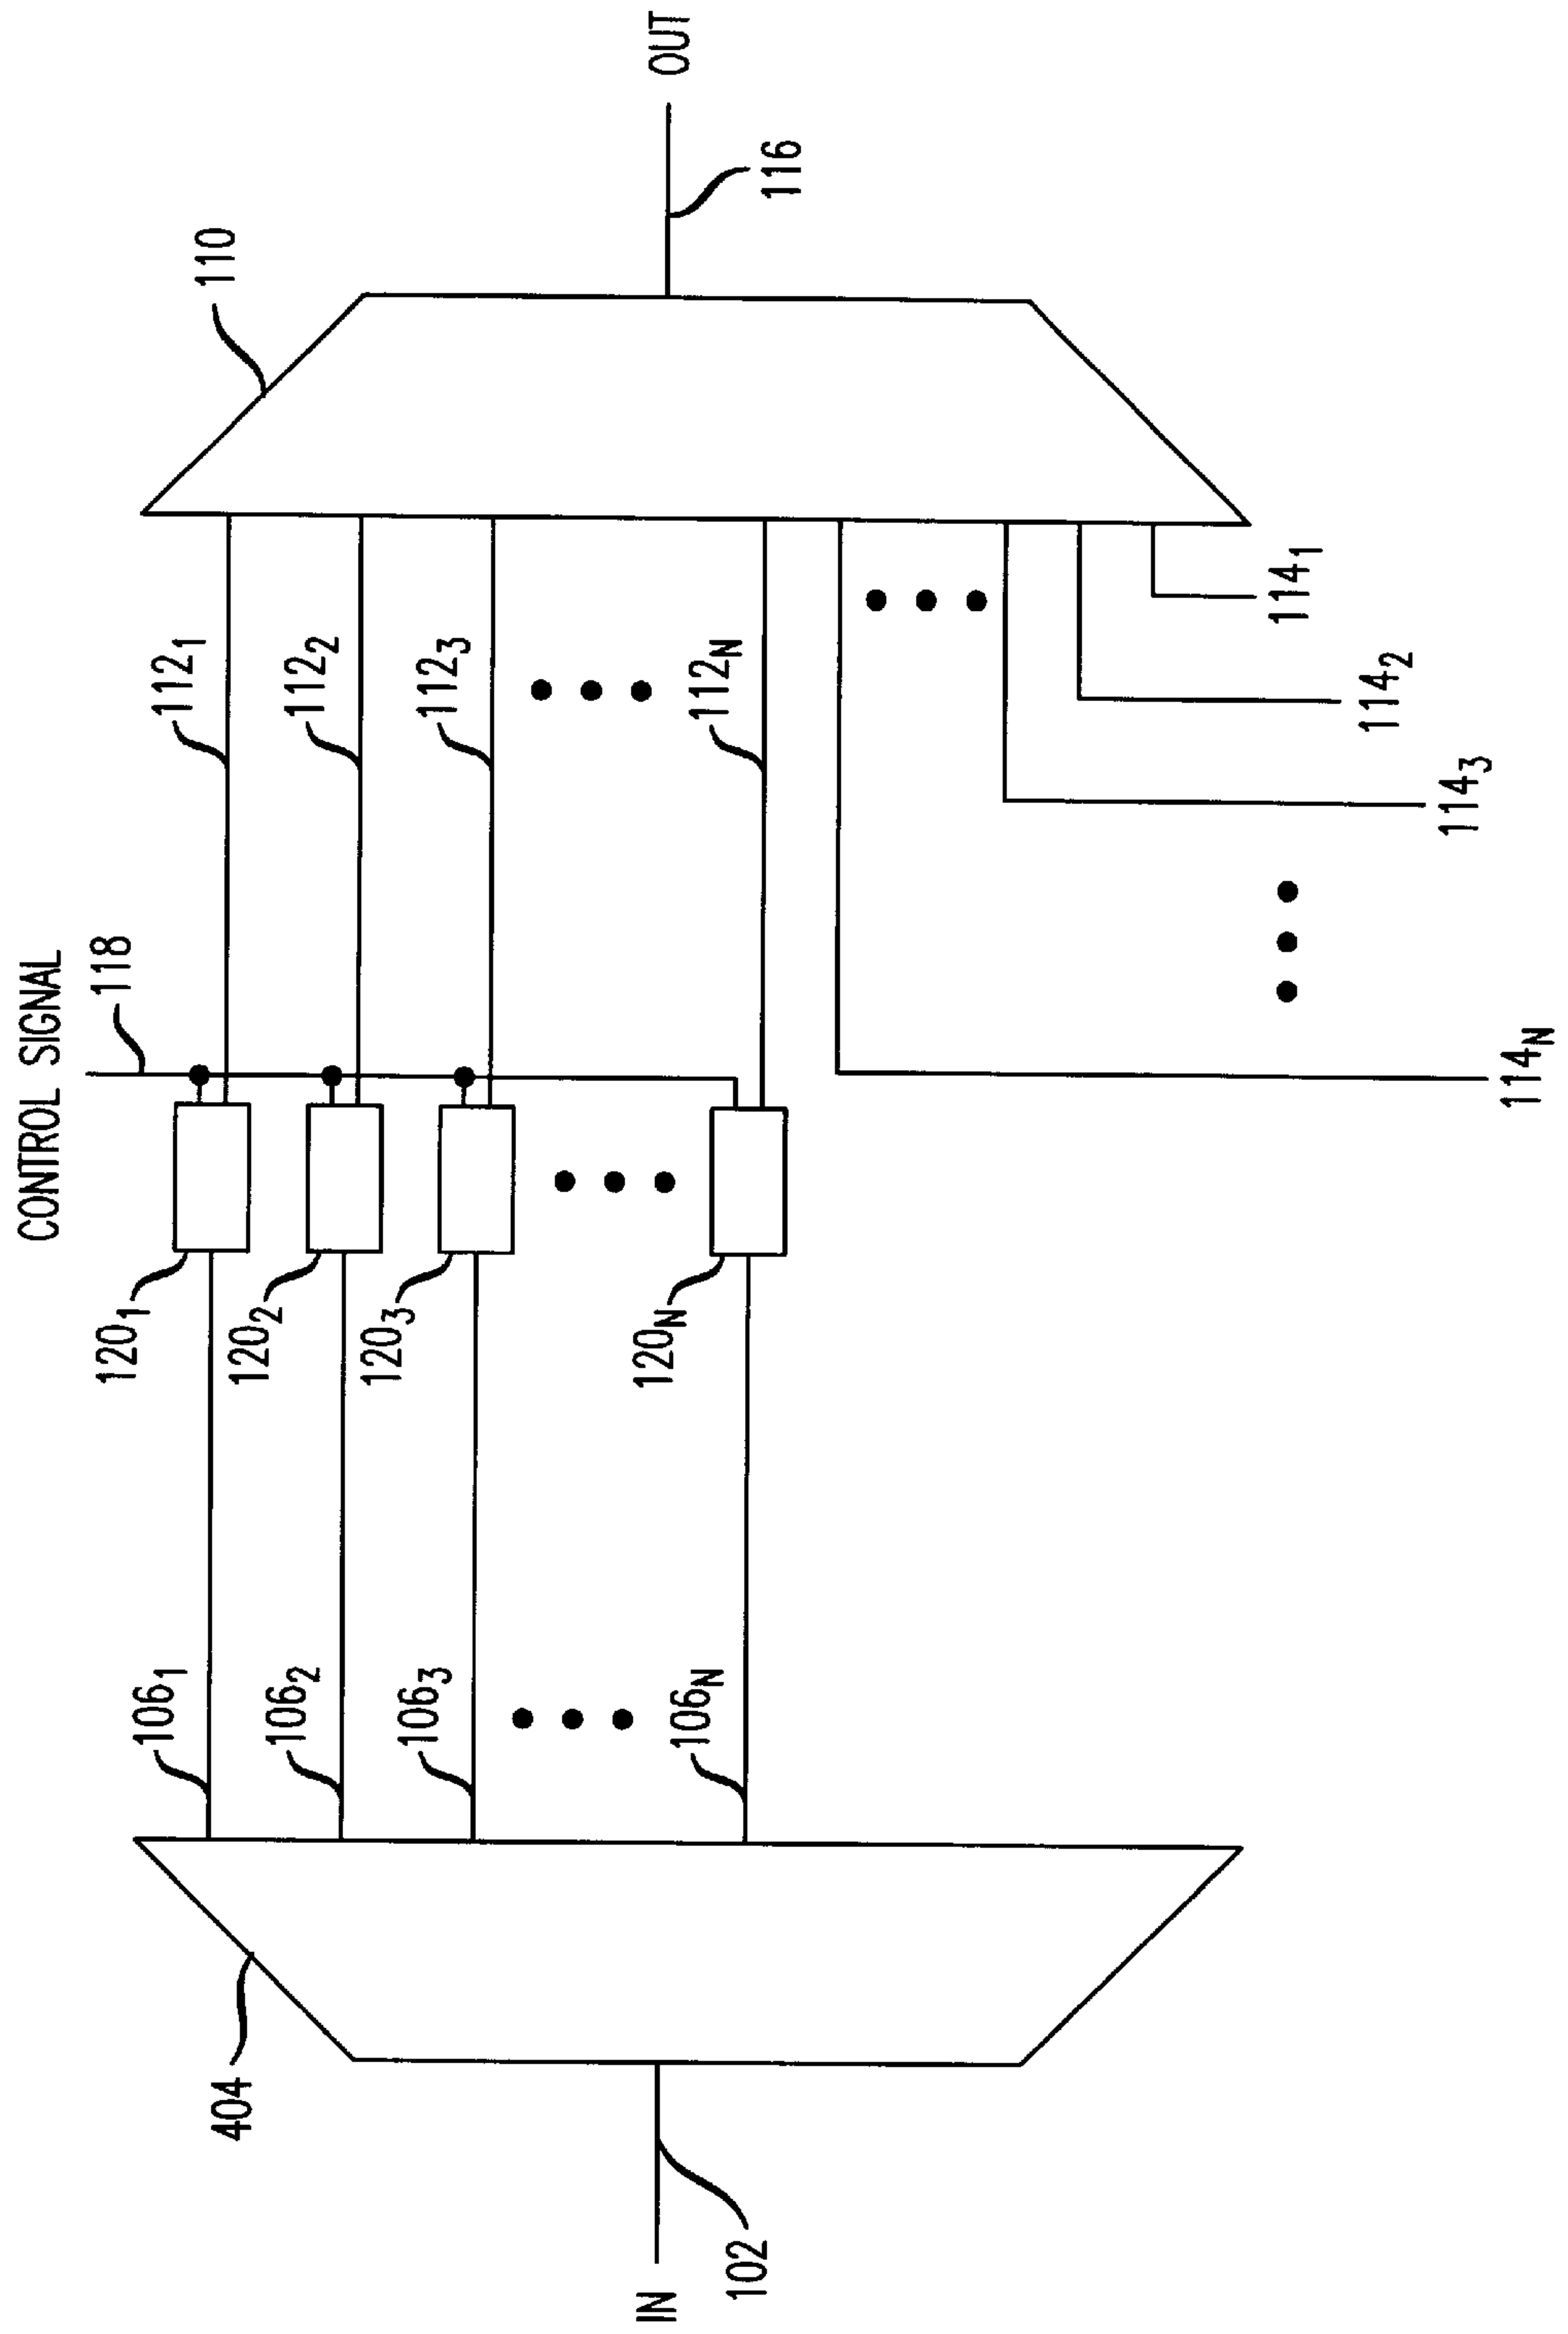 CONTROL SIGNAL
118
IN
102
404
106₁
106₂
106₃
106N
120₁
120₂
120₃
120N
112₁
112₂
112₃
112N
114N
114₃
114₂
114₁
110
116
OUT